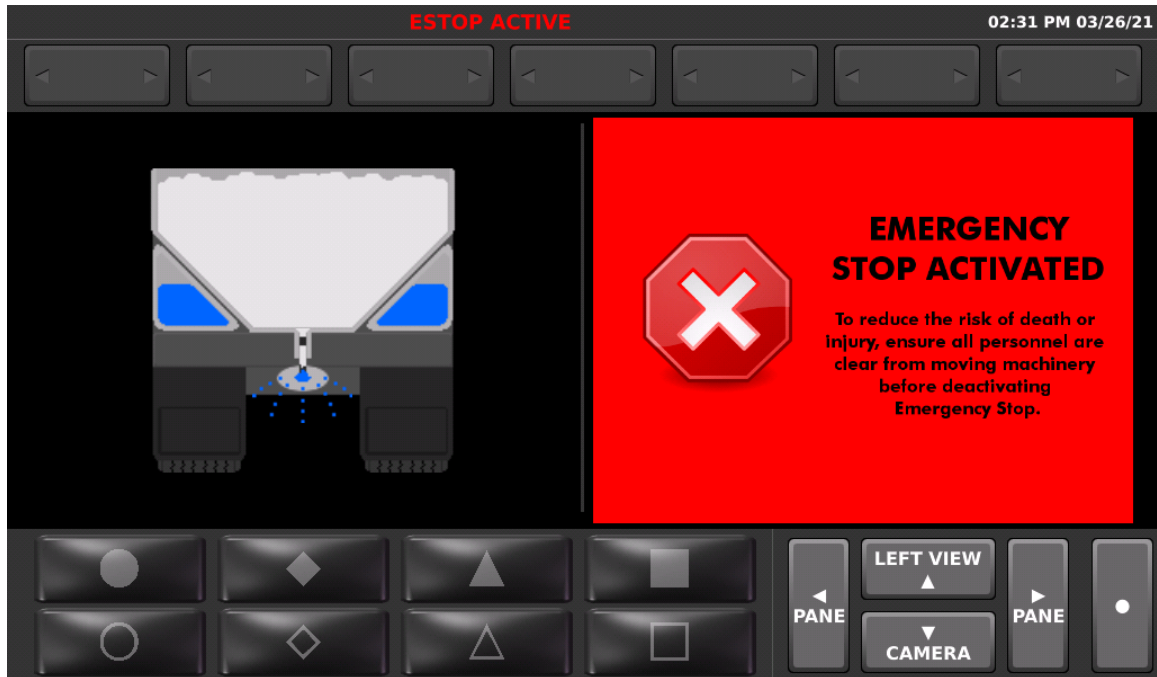 ESTOP ACTIVE
02:31 PM 03/26/21
EMERGENCY
STOP ACTIVATED
To reduce the risk of death or
injury, ensure all personnel are
clear from moving machinery
before deactivating
Emergency Stop.
PANE
LEFT VIEW
CAMERA
PANE